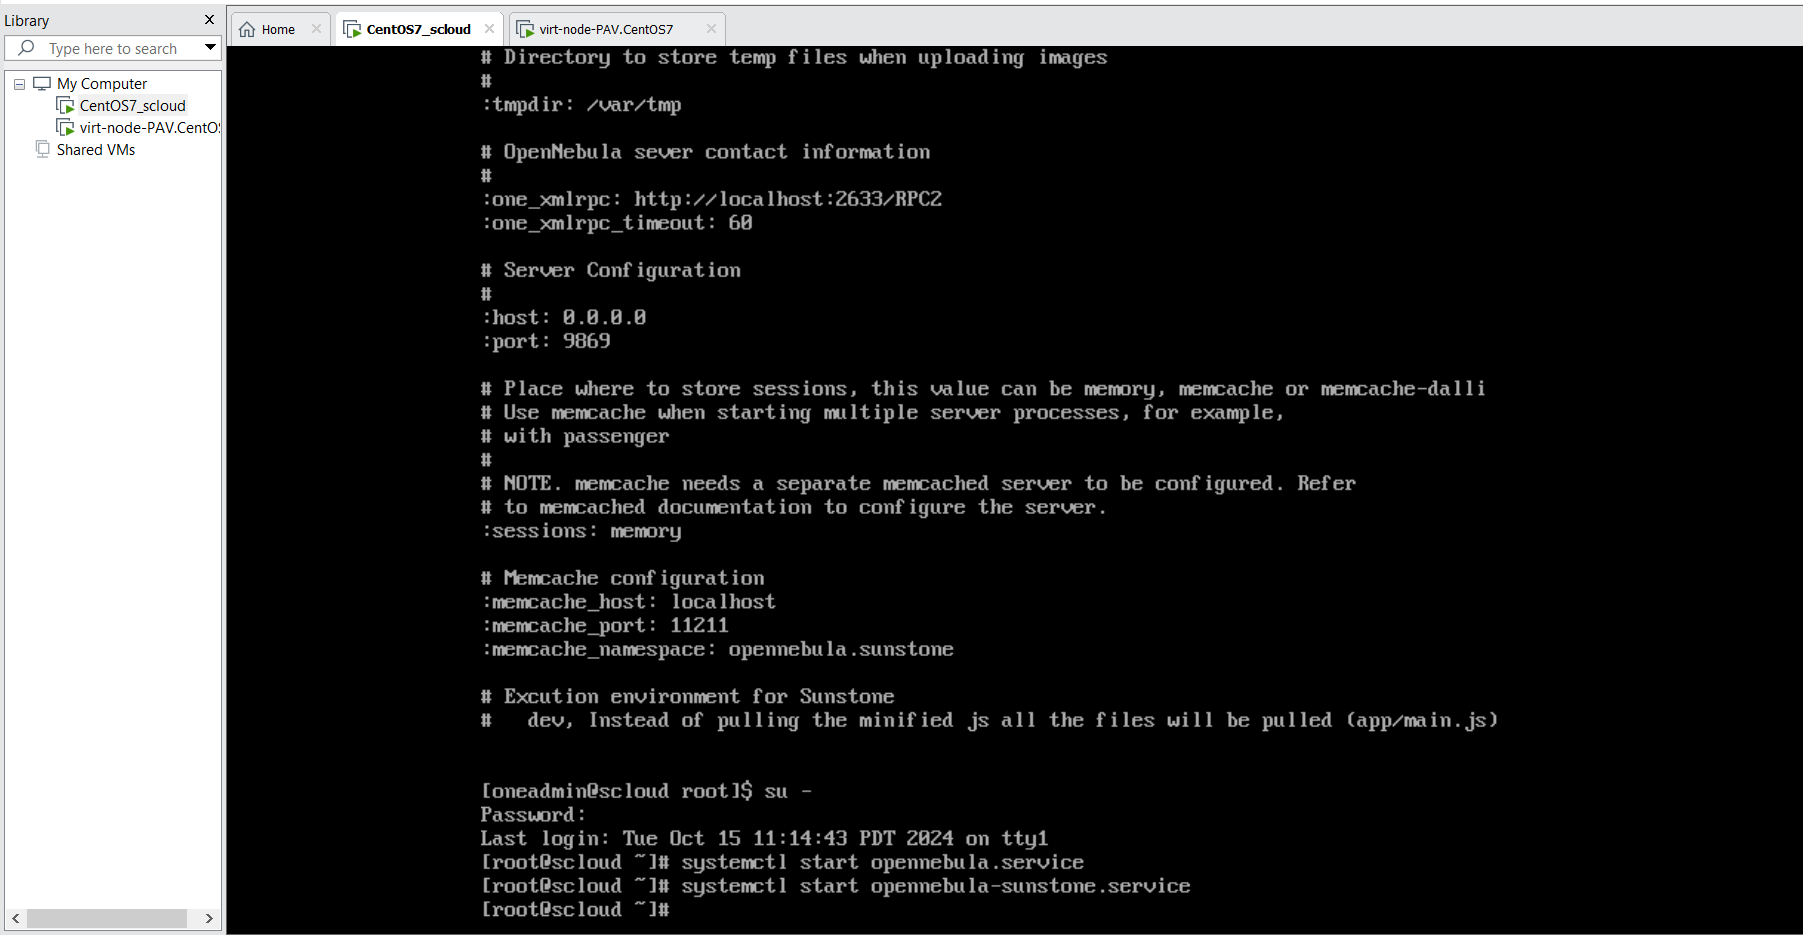 Library
X
Type here to search
My Computer
CentOS7_scloud
virt-node-PAV.CentOS
Shared VMs
Home
CentOS7_scloud
virt-node-PAV.CentOS7
# Directory to store temp files when uploading images
#
:tmpdir: /var/tmp
# OpenNebula sever contact information
#
:one_xmlrpc: http://localhost:2633/RPC2
:one_xmlrpc_timeout: 60
# Server Configuration
#
:host: 0.0.0.0
:port: 9869
# Place where to store sessions, this value can be memory, memcache or memcache-dalli
# Use memcache when starting multiple server processes, for example,
# with passenger
#
# NOTE. memcache needs a separate memcached server to be configured. Refer
# to memcached documentation to configure the server.
:sessions: memory
# Memcache configuration
:memcache_host: localhost
:memcache_port: 11211
:memcache_namespace: opennebula.sunstone
# Excution environment for Sunstone
#   dev, Instead of pulling the minified js all the files will be pulled (app/main.js)
[oneadmin@scloud root]$ su -
Password:
Last login: Tue Oct 15 11:14:43 PDT 2024 on tty1
[root@scloud ~]# systemctl start opennebula.service
[root@scloud ~]# systemctl start opennebula-sunstone.service
[root@scloud ~]#